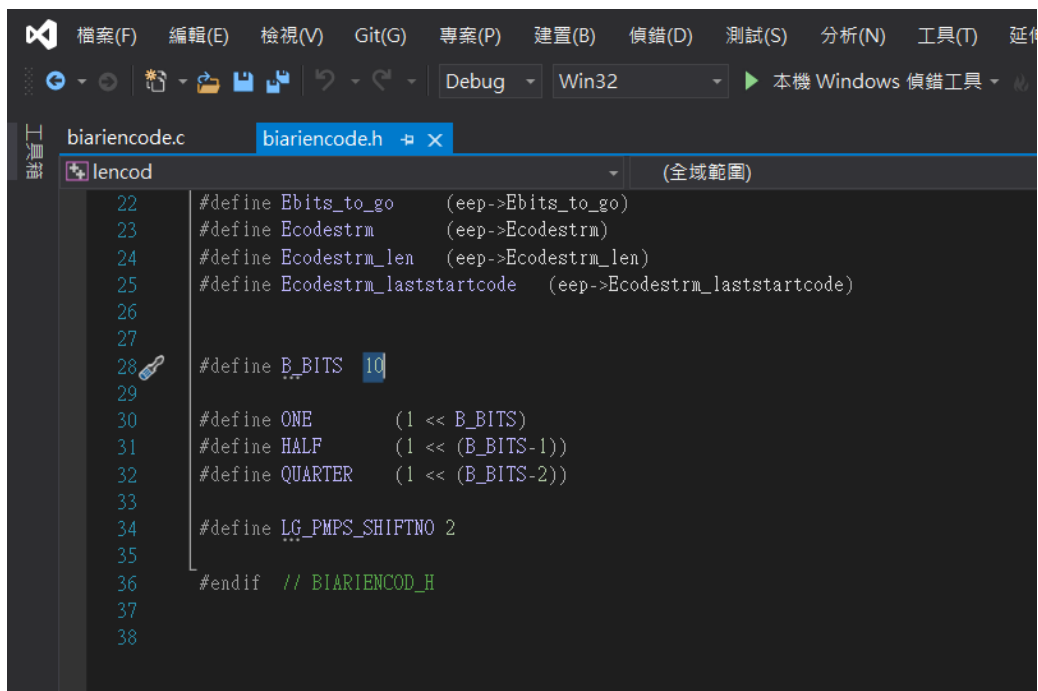 檔案(F) 編輯(E) 檢視(V) Git(G) 專案(P) 建置(B) 偵錯(D) 測試(S) 分析(N) 工具(T) 延伸
Debug Win32 本機 Windows 偵錯工具
工具箱
biariencode.c biariencode.h
lencod (全域範圍)
22 #define Ebits_to_go (eep->Ebits_to_go)
23 #define Ecodestrm (eep->Ecodestrm)
24 #define Ecodestrm_len (eep->Ecodestrm_len)
25 #define Ecodestrm_laststartcode (eep->Ecodestrm_laststartcode)
26
27
28 #define B_BITS 10
29
30 #define ONE (1 << B_BITS)
31 #define HALF (1 << (B_BITS-1))
32 #define QUARTER (1 << (B_BITS-2))
33
34 #define LG_PMPS_SHIFTNO 2
35
36 #endif // BIARIENCOD_H
37
38